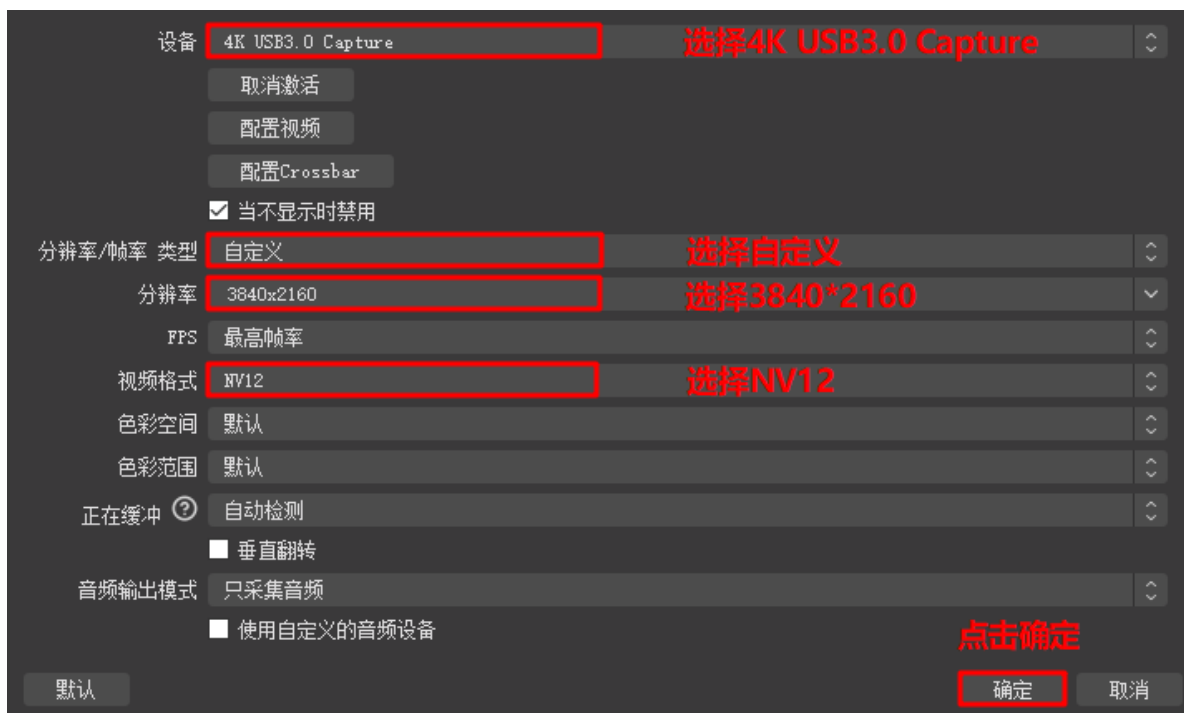 设备 4K USB3.0 Capture 选择4K USB3.0 Capture
取消激活
配置视频
配置Crossbar
当不显示时禁用
分辨率/帧率 类型 自定义 选择自定义
分辨率 3840x2160 选择3840*2160
FPS 最高帧率
视频格式 NV12 选择NV12
色彩空间 默认
色彩范围 默认
正在缓冲 ? 自动检测
垂直翻转
音频输出模式 只采集音频
使用自定义的音频设备
点击确定
默认 确定 取消